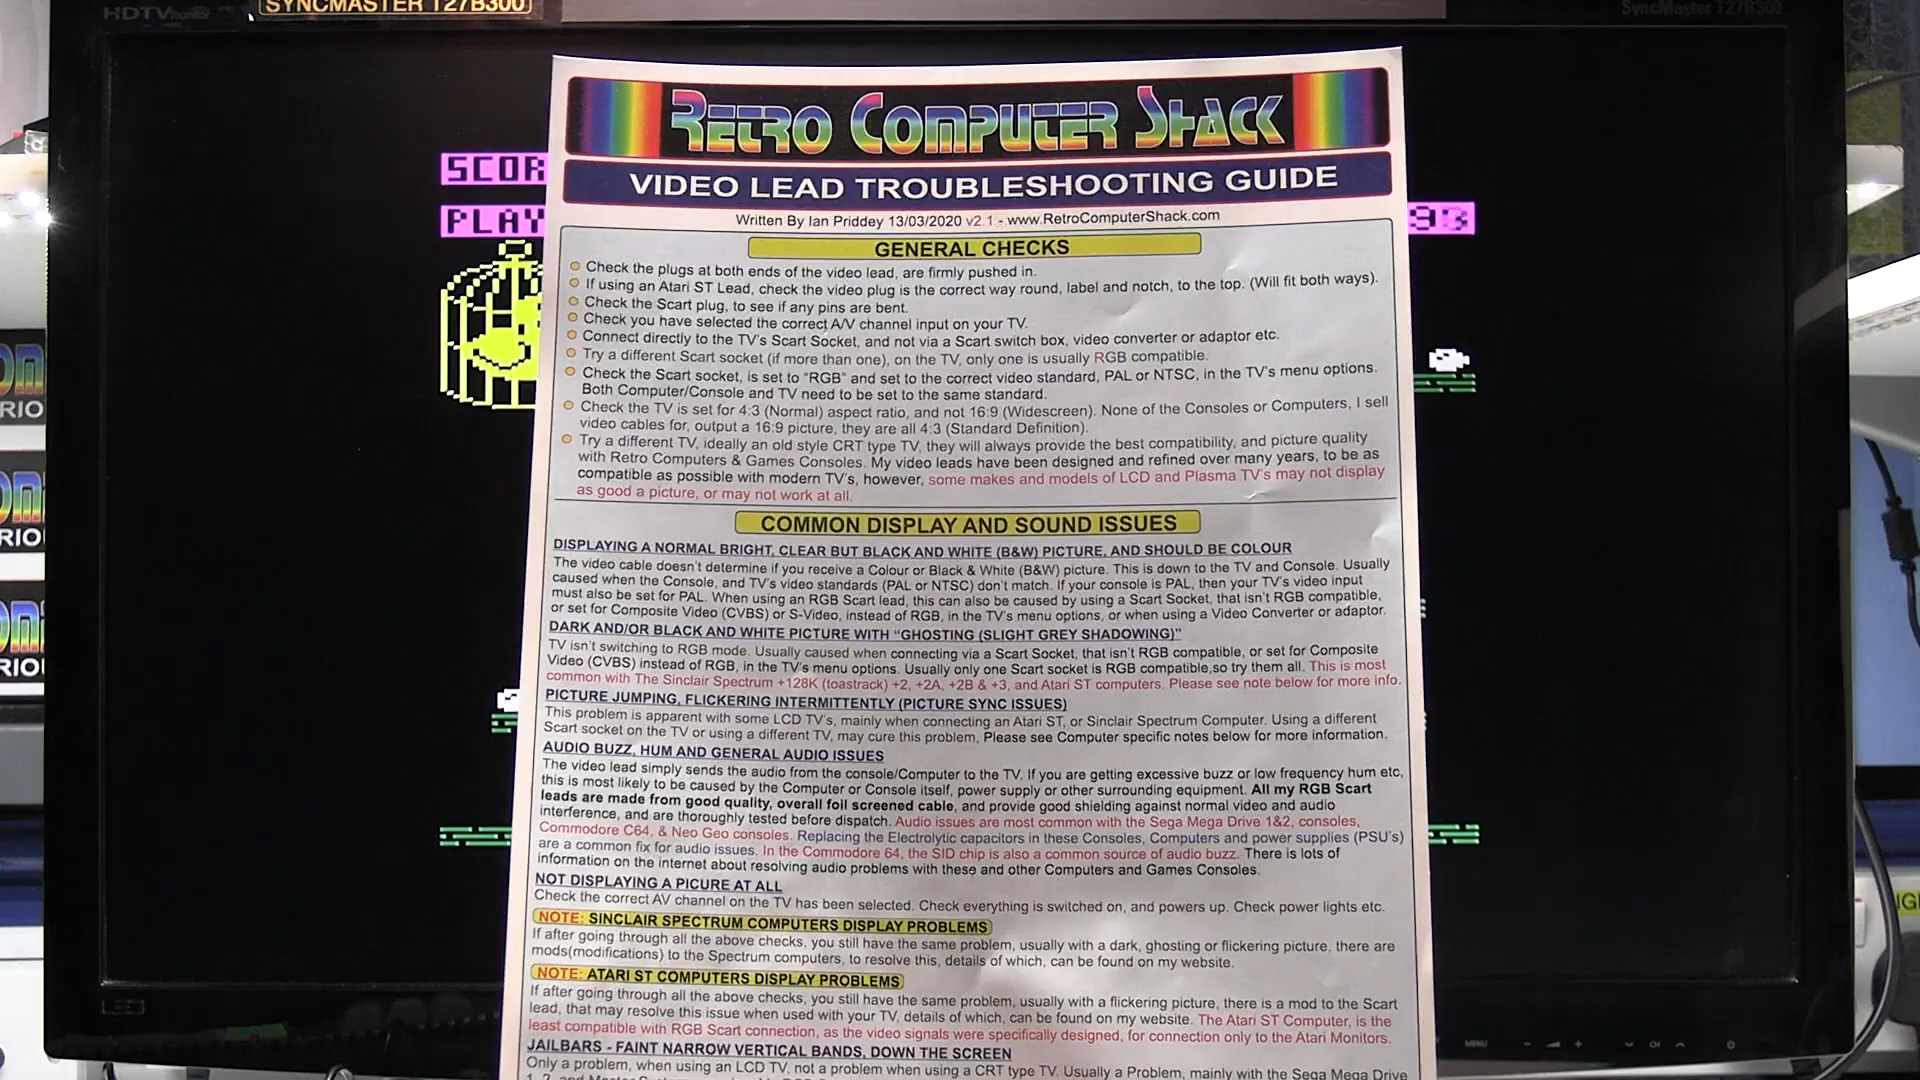 HDTV monitor
SYNCMASTER T27B300
SyncMaster T27B300
SCOR
PLAY
93
RETRO COMPUTER SHACK
VIDEO LEAD TROUBLESHOOTING GUIDE
Written By Ian Priddey 13/03/2020 v2.1 - www.RetroComputerShack.com
GENERAL CHECKS
Check the plugs at both ends of the video lead, are firmly pushed in.
If using an Atari ST Lead, check the video plug is the correct way round, label and notch, to the top. (Will fit both ways).
Check the Scart plug, to see if any pins are bent.
Check you have selected the correct A/V channel input on your TV.
Connect directly to the TV's Scart Socket, and not via a Scart switch box, video converter or adaptor etc.
Try a different Scart socket (if more than one), on the TV, only one is usually RGB compatible.
Check the Scart socket, is set to "RGB" and set to the correct video standard, PAL or NTSC, in the TV's menu options.
Both Computer/Console and TV need to be set to the same standard.
Check the TV is set for 4:3 (Normal) aspect ratio, and not 16:9 (Widescreen). None of the Consoles or Computers, I sell
video cables for, output a 16:9 picture, they are all 4:3 (Standard Definition).
Try a different TV, ideally an old style CRT type TV, they will always provide the best compatibility, and picture quality
with Retro Computers & Games Consoles. My video leads have been designed and refined over many years, to be as
compatible as possible with modern TV's, however, some makes and models of LCD and Plasma TV's may not display
as good a picture, or may not work at all.
COMMON DISPLAY AND SOUND ISSUES
DISPLAYING A NORMAL BRIGHT, CLEAR BUT BLACK AND WHITE (B&W) PICTURE, AND SHOULD BE COLOUR
The video cable doesn't determine if you receive a Colour or Black & White (B&W) picture. This is down to the TV and Console. Usually
caused when the Console, and TV's video standards (PAL or NTSC) don't match. If your console is PAL, then your TV's video input
must also be set for PAL. When using an RGB Scart lead, this can also be caused by using a Scart Socket, that isn't RGB compatible,
or set for Composite Video (CVBS) or S-Video, instead of RGB, in the TV's menu options, or when using a Video Converter or adaptor.
DARK AND/OR BLACK AND WHITE PICTURE WITH "GHOSTING (SLIGHT GREY SHADOWING)"
TV isn't switching to RGB mode. Usually caused when connecting via a Scart Socket, that isn't RGB compatible, or set for Composite
Video (CVBS) instead of RGB, in the TV's menu options. Usually only one Scart socket is RGB compatible,so try them all. This is most
common with The Sinclair Spectrum +128K (toastrack) +2, +2A, +2B & +3, and Atari ST computers. Please see note below for more info.
PICTURE JUMPING, FLICKERING INTERMITTENTLY (PICTURE SYNC ISSUES)
This problem is apparent with some LCD TV's, mainly when connecting an Atari ST, or Sinclair Spectrum Computer. Using a different
Scart socket on the TV or using a different TV, may cure this problem, Please see Computer specific notes below for more information.
AUDIO BUZZ, HUM AND GENERAL AUDIO ISSUES
The video lead simply sends the audio from the console/Computer to the TV. If you are getting excessive buzz or low frequency hum etc,
this is most likely to be caused by the Computer or Console itself, power supply or other surrounding equipment. All my RGB Scart
leads are made from good quality, overall foil screened cable, and provide good shielding against normal video and audio
interference, and are thoroughly tested before dispatch. Audio issues are most common with the Sega Mega Drive 1&2, consoles,
Commodore C64, & Neo Geo consoles. Replacing the Electrolytic capacitors in these Consoles, Computers and power supplies (PSU's)
are a common fix for audio issues. In the Commodore 64, the SID chip is also a common source of audio buzz. There is lots of
information on the internet about resolving audio problems with these and other Computers and Games Consoles.
NOT DISPLAYING A PICURE AT ALL
Check the correct AV channel on the TV has been selected. Check everything is switched on, and powers up. Check power lights etc.
NOTE: SINCLAIR SPECTRUM COMPUTERS DISPLAY PROBLEMS
If after going through all the above checks, you still have the same problem, usually with a dark, ghosting or flickering picture, there are
mods(modifications) to the Spectrum computers, to resolve this, details of which, can be found on my website.
NOTE: ATARI ST COMPUTERS DISPLAY PROBLEMS
If after going through all the above checks, you still have the same problem, usually with a flickering picture, there is a mod to the Scart
lead, that may resolve this issue when used with your TV, details of which, can be found on my website. The Atari ST Computer, is the
least compatible with RGB Scart connection, as the video signals were specifically designed, for connection only to the Atari Monitors.
JAILBARS - FAINT NARROW VERTICAL BANDS, DOWN THE SCREEN
Only a problem, when using an LCD TV, not a problem when using a CRT type TV. Usually a Problem, mainly with the Sega Mega Drive
MENU
CH